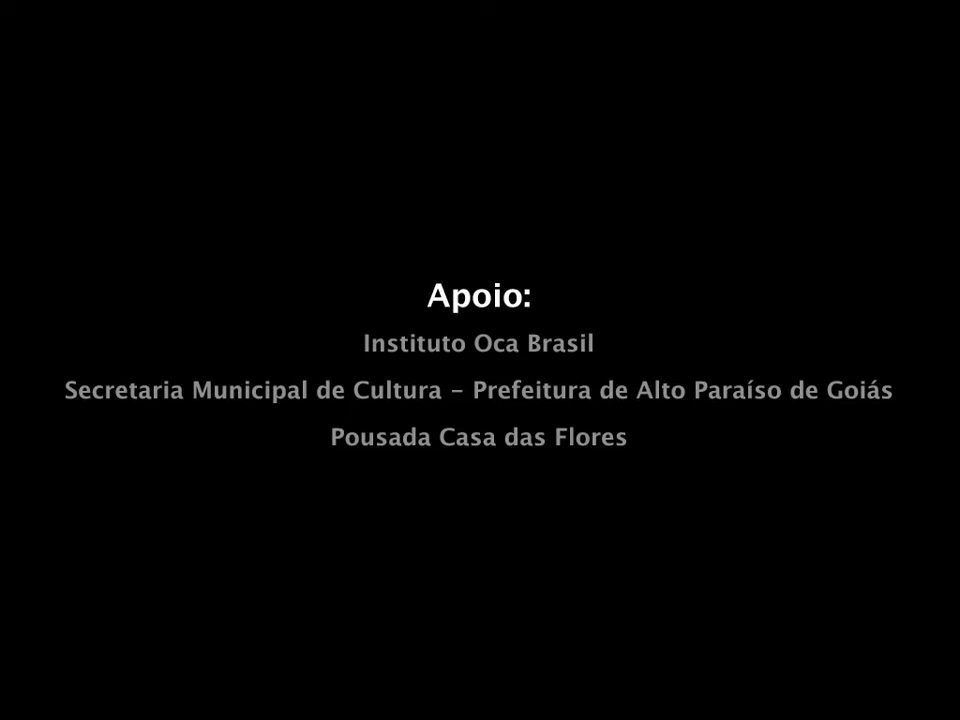 Apoio:
Instituto Oca Brasil
Secretaria Municipal de Cultura - Prefeitura de Alto Paraíso de Goiás
Pousada Casa das Flores